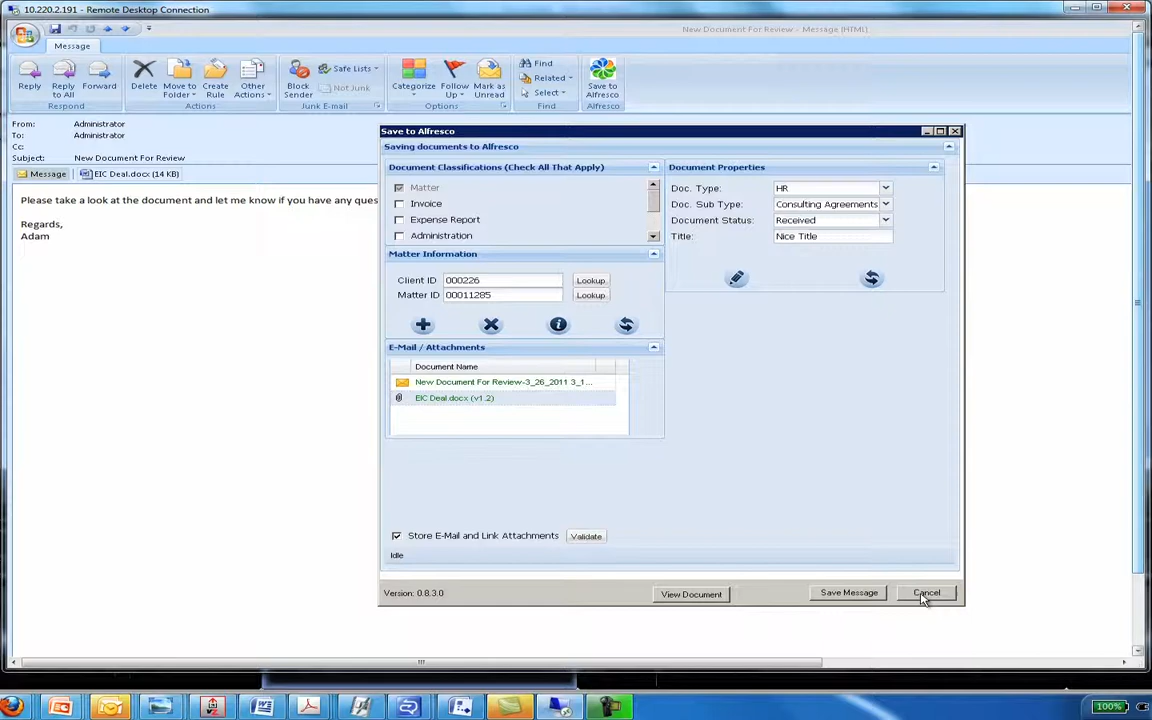 10.220.2.191 - Remote Desktop Connection
New Document For Review - Message (HTML)
Message
Reply
Reply to All
Forward
Respond
Delete
Move to Folder
Create Rule
Other Actions
Actions
Block Sender
Safe Lists
Not Junk
Junk E-mail
Categorize
Follow Up
Mark as Unread
Options
Find
Related
Select
Find
Save to Alfresco
Alfresco
From: Administrator
To: Administrator
Cc:
Subject: New Document For Review
Message EIC Deal.docx (14 KB)
Please take a look at the document and let me know if you have any ques
Regards,
Adam
Save to Alfresco
Saving documents to Alfresco
Document Classifications (Check All That Apply)
Matter
Invoice
Expense Report
Administration
Matter Information
Client ID 000226 Lookup
Matter ID 00011285 Lookup
E-Mail / Attachments
Document Name
New Document For Review-3_26_2011 3_1...
EIC Deal.docx (v1.2)
Document Properties
Doc. Type: HR
Doc. Sub Type: Consulting Agreements
Document Status: Received
Title: Nice Title
Store E-Mail and Link Attachments Validate
Idle
Version: 0.8.3.0 View Document Save Message Cancel
100%